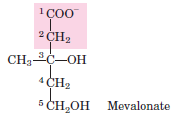 ¹COO⁻
²CH₂
CH₃—³C—OH
⁴CH₂
⁵CH₂OH Mevalonate